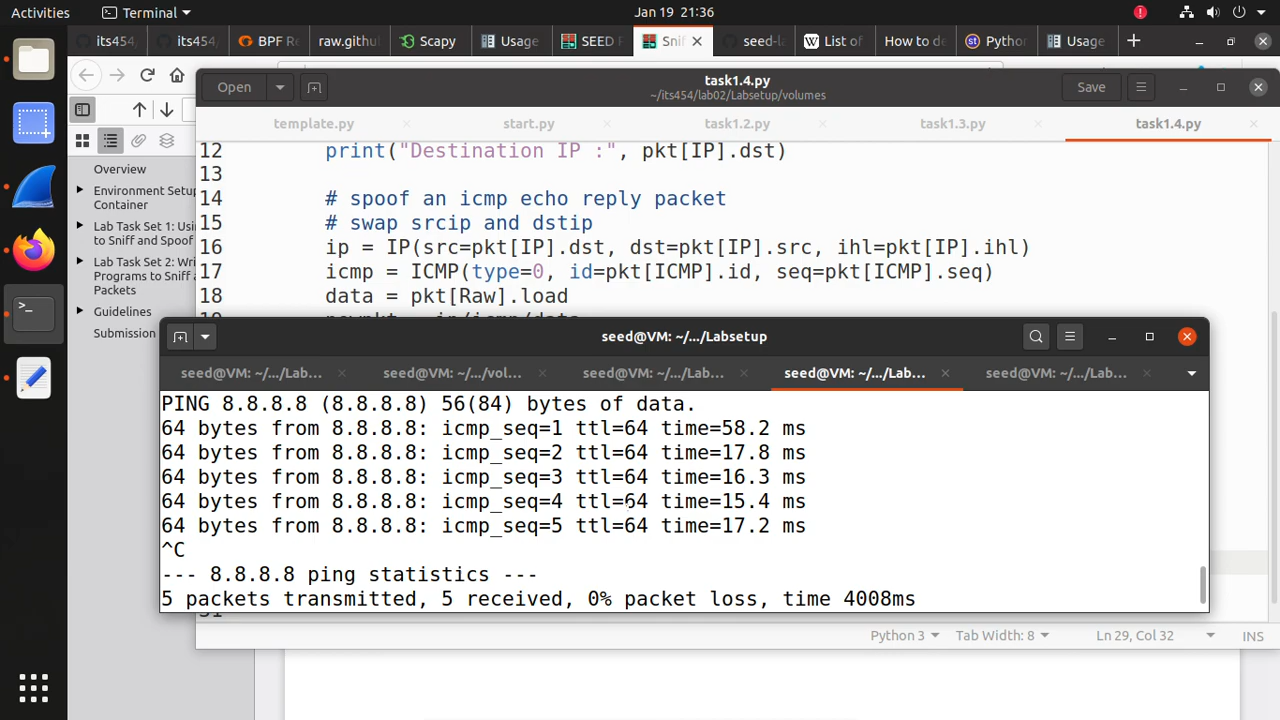 Activities
Terminal
Jan 19 21:36
its454,
its454,
BPF Re
raw.githu
Scapy
Usage
SEED F
Snif
seed-la
List of
How to de
Python
Usage
Open
task1.4.py
~/its454/lab02/Labsetup/volumes
Save
template.py
start.py
task1.2.py
task1.3.py
task1.4.py
Overview
Environment Setup
Container
Lab Task Set 1: Usi
to Sniff and Spoof
Lab Task Set 2: Wri
Programs to Sniff a
Packets
Guidelines
Submission
12 print("Destination IP :", pkt[IP].dst)
13
14 # spoof an icmp echo reply packet
15 # swap srcip and dstip
16 ip = IP(src=pkt[IP].dst, dst=pkt[IP].src, ihl=pkt[IP].ihl)
17 icmp = ICMP(type=0, id=pkt[ICMP].id, seq=pkt[ICMP].seq)
18 data = pkt[Raw].load
seed@VM: ~/.../Labsetup
seed@VM: ~/.../Lab...
seed@VM: ~/.../vol...
seed@VM: ~/.../Lab...
seed@VM: ~/.../Lab...
seed@VM: ~/.../Lab...
PING 8.8.8.8 (8.8.8.8) 56(84) bytes of data.
64 bytes from 8.8.8.8: icmp_seq=1 ttl=64 time=58.2 ms
64 bytes from 8.8.8.8: icmp_seq=2 ttl=64 time=17.8 ms
64 bytes from 8.8.8.8: icmp_seq=3 ttl=64 time=16.3 ms
64 bytes from 8.8.8.8: icmp_seq=4 ttl=64 time=15.4 ms
64 bytes from 8.8.8.8: icmp_seq=5 ttl=64 time=17.2 ms
^C
--- 8.8.8.8 ping statistics ---
5 packets transmitted, 5 received, 0% packet loss, time 4008ms
Python 3
Tab Width: 8
Ln 29, Col 32
INS